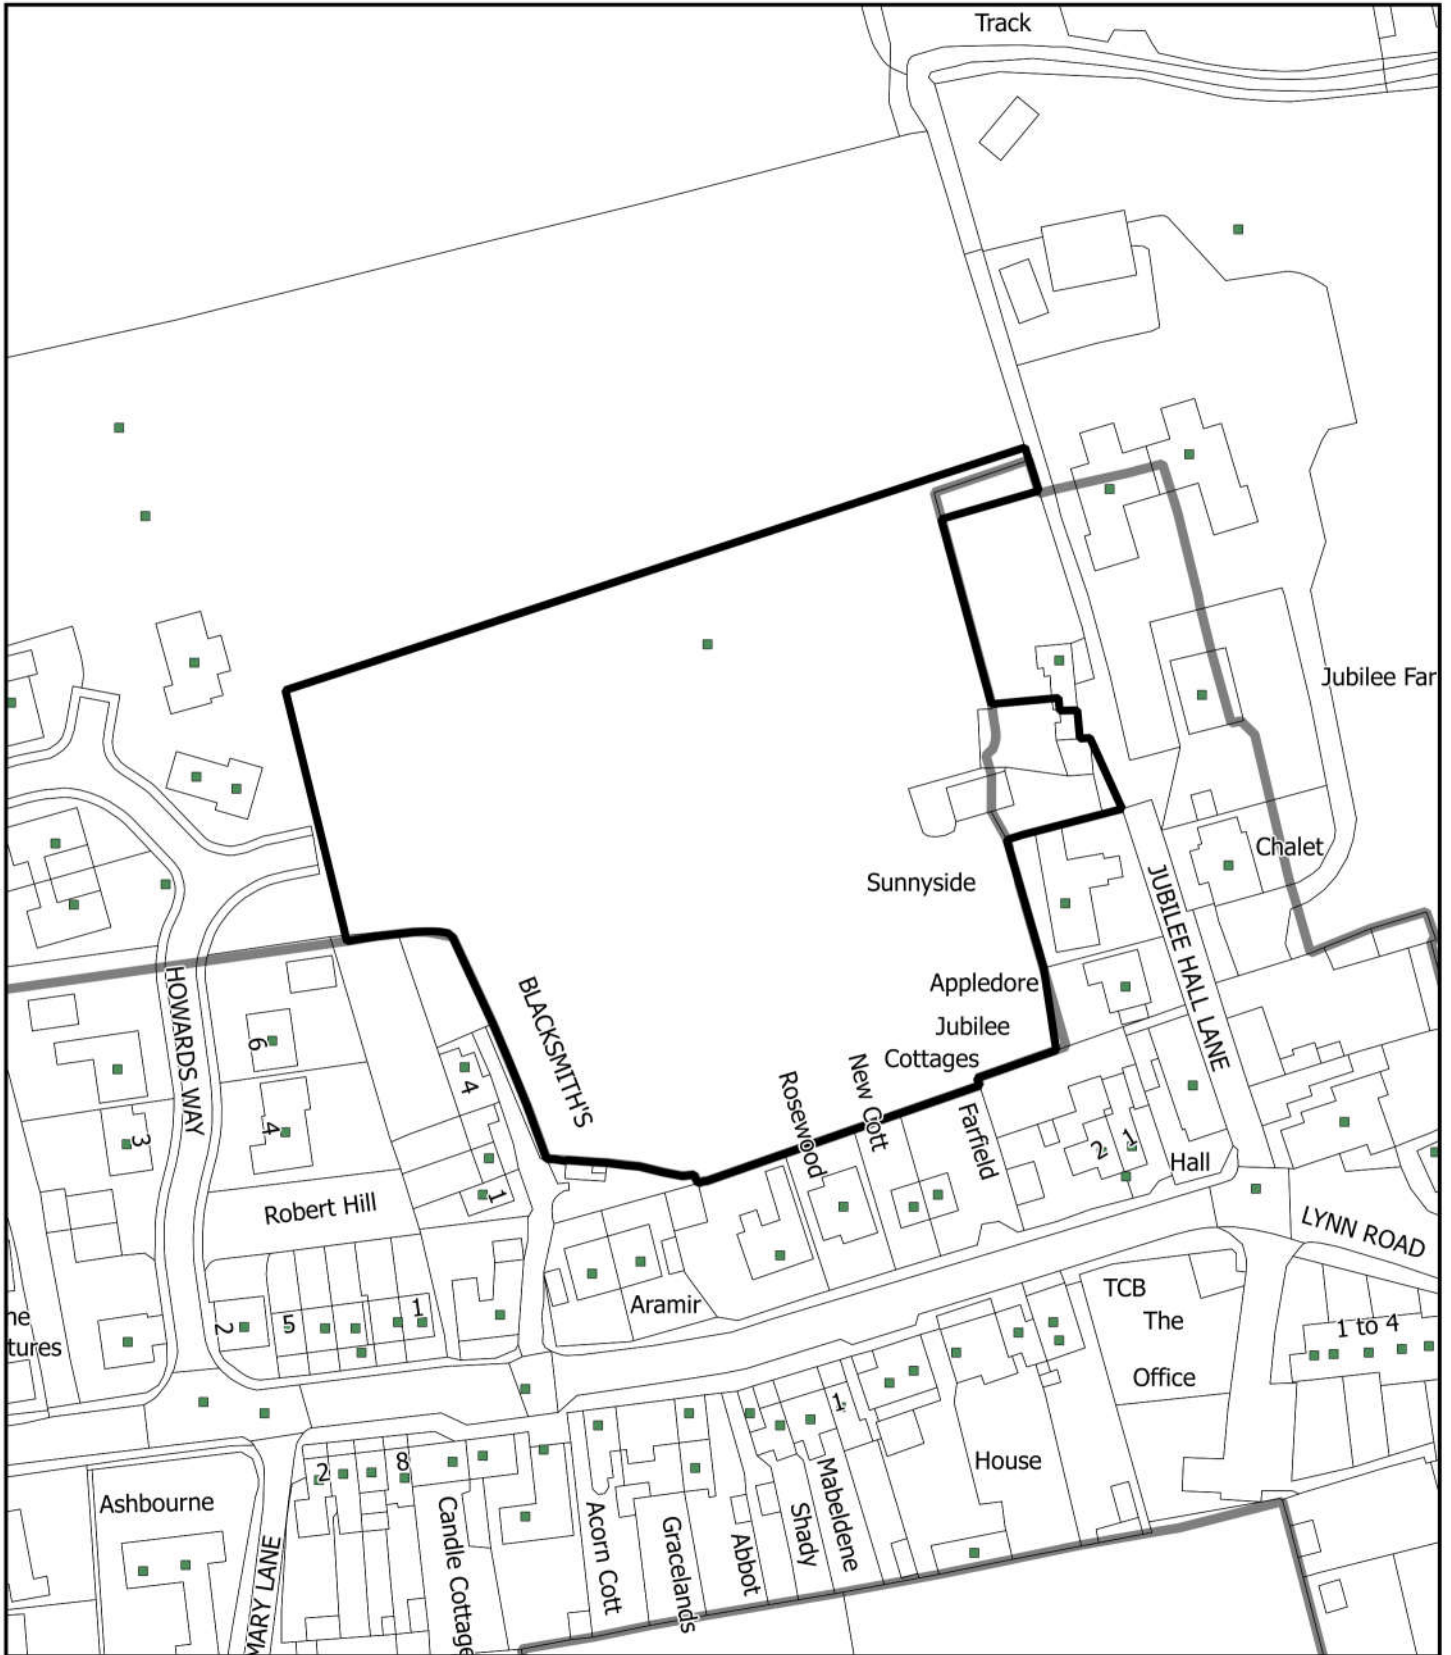 Track
Jubilee Far
Chalet
Sunnyside
JUBILEE HALL LANE
HOWARDS WAY
BLACKSMITH'S
Appledore
Jubilee
Cottages
6
4
3
4
1
Rosewood
New Cott
Farfield
2
1
Hall
Robert Hill
LYNN ROAD
Aramir
2
5
1
TCB
The
Office
1 to 4
ne
tures
1
2
8
House
Ashbourne
MARY LANE
Candle Cottage
Acorn Cott
Gracelands
Abbot
Shady
Mabeldene